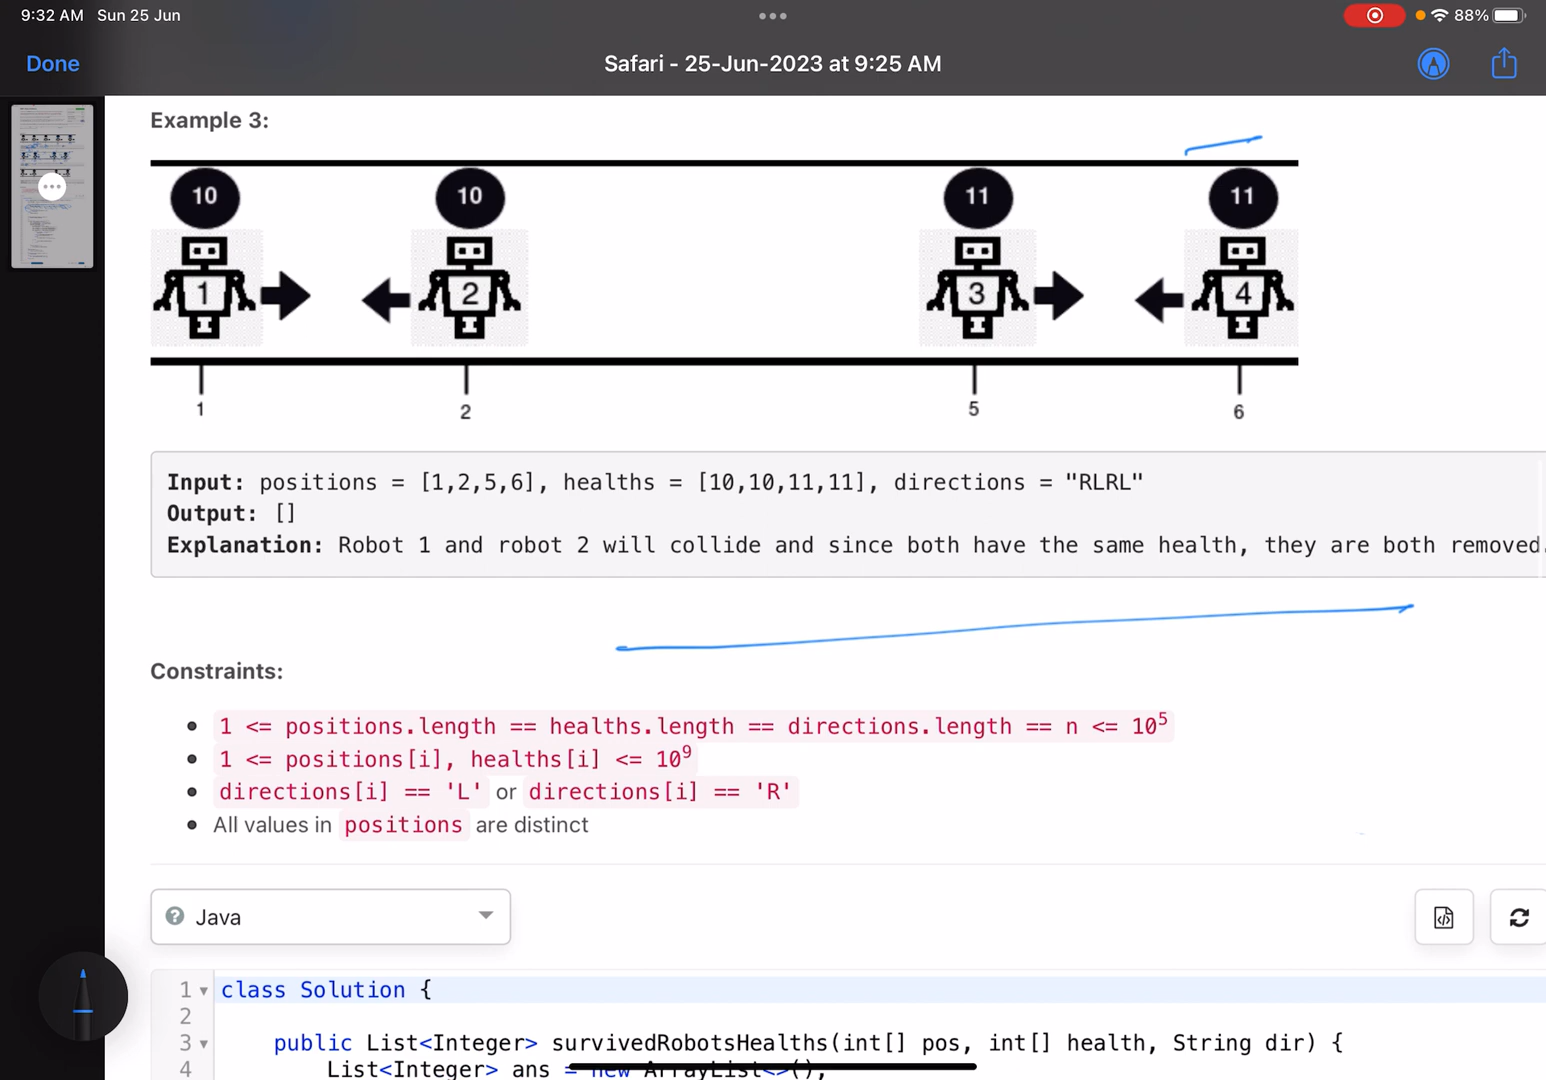 9:32 AM Sun 25 Jun
88%
Done
Safari - 25-Jun-2023 at 9:25 AM
Example 3:
10 10 11 11
1 2 3 4
1 2 5 6
Input: positions = [1,2,5,6], healths = [10,10,11,11], directions = "RLRL"
Output: []
Explanation: Robot 1 and robot 2 will collide and since both have the same health, they are both removed.
Constraints:
1 <= positions.length == healths.length == directions.length == n <= 10⁵
1 <= positions[i], healths[i] <= 10⁹
directions[i] == 'L' or directions[i] == 'R'
All values in positions are distinct
Java
1 class Solution {
2
3 public List<Integer> survivedRobotsHealths(int[] pos, int[] health, String dir) {
4 List<Integer> ans = new ArrayList<>();